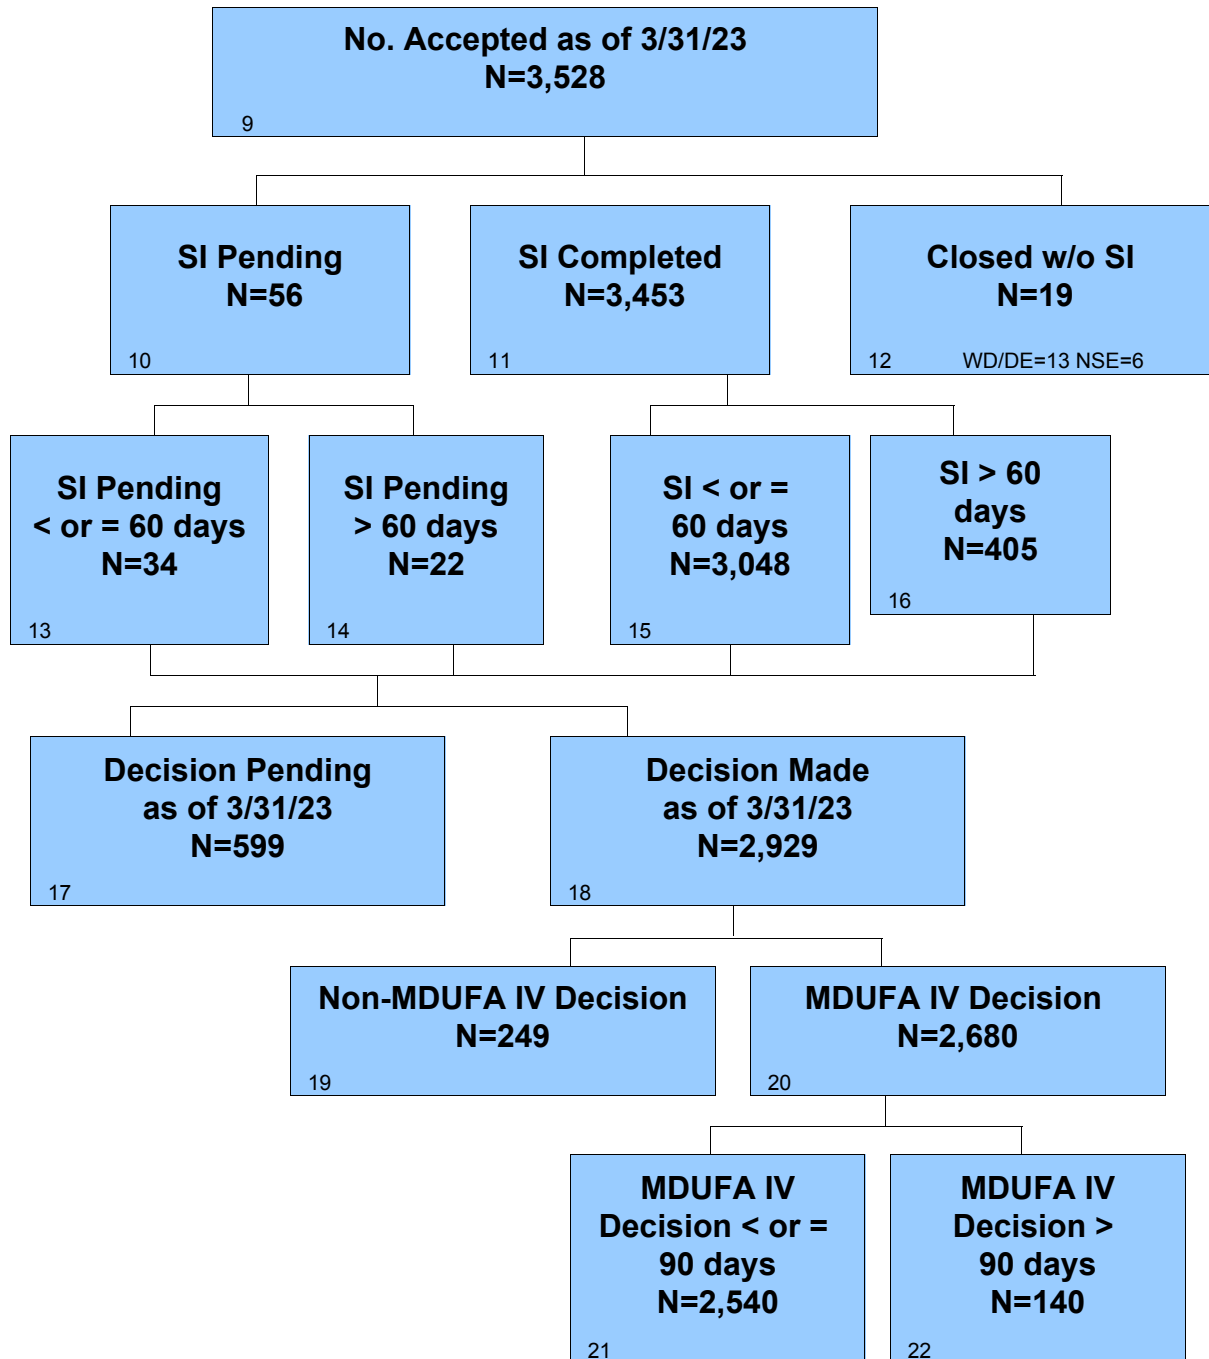 No. Accepted as of 3/31/23
N=3,528
9
SI Pending
N=56
10
SI Completed
N=3,453
11
Closed w/o SI
N=19
12 WD/DE=13 NSE=6
SI Pending
< or = 60 days
N=34
13
SI Pending
> 60 days
N=22
14
SI < or =
60 days
N=3,048
15
SI > 60
days
N=405
16
Decision Pending
as of 3/31/23
N=599
17
Decision Made
as of 3/31/23
N=2,929
18
Non-MDUFA IV Decision
N=249
19
MDUFA IV Decision
N=2,680
20
MDUFA IV
Decision < or =
90 days
N=2,540
21
MDUFA IV
Decision >
90 days
N=140
22